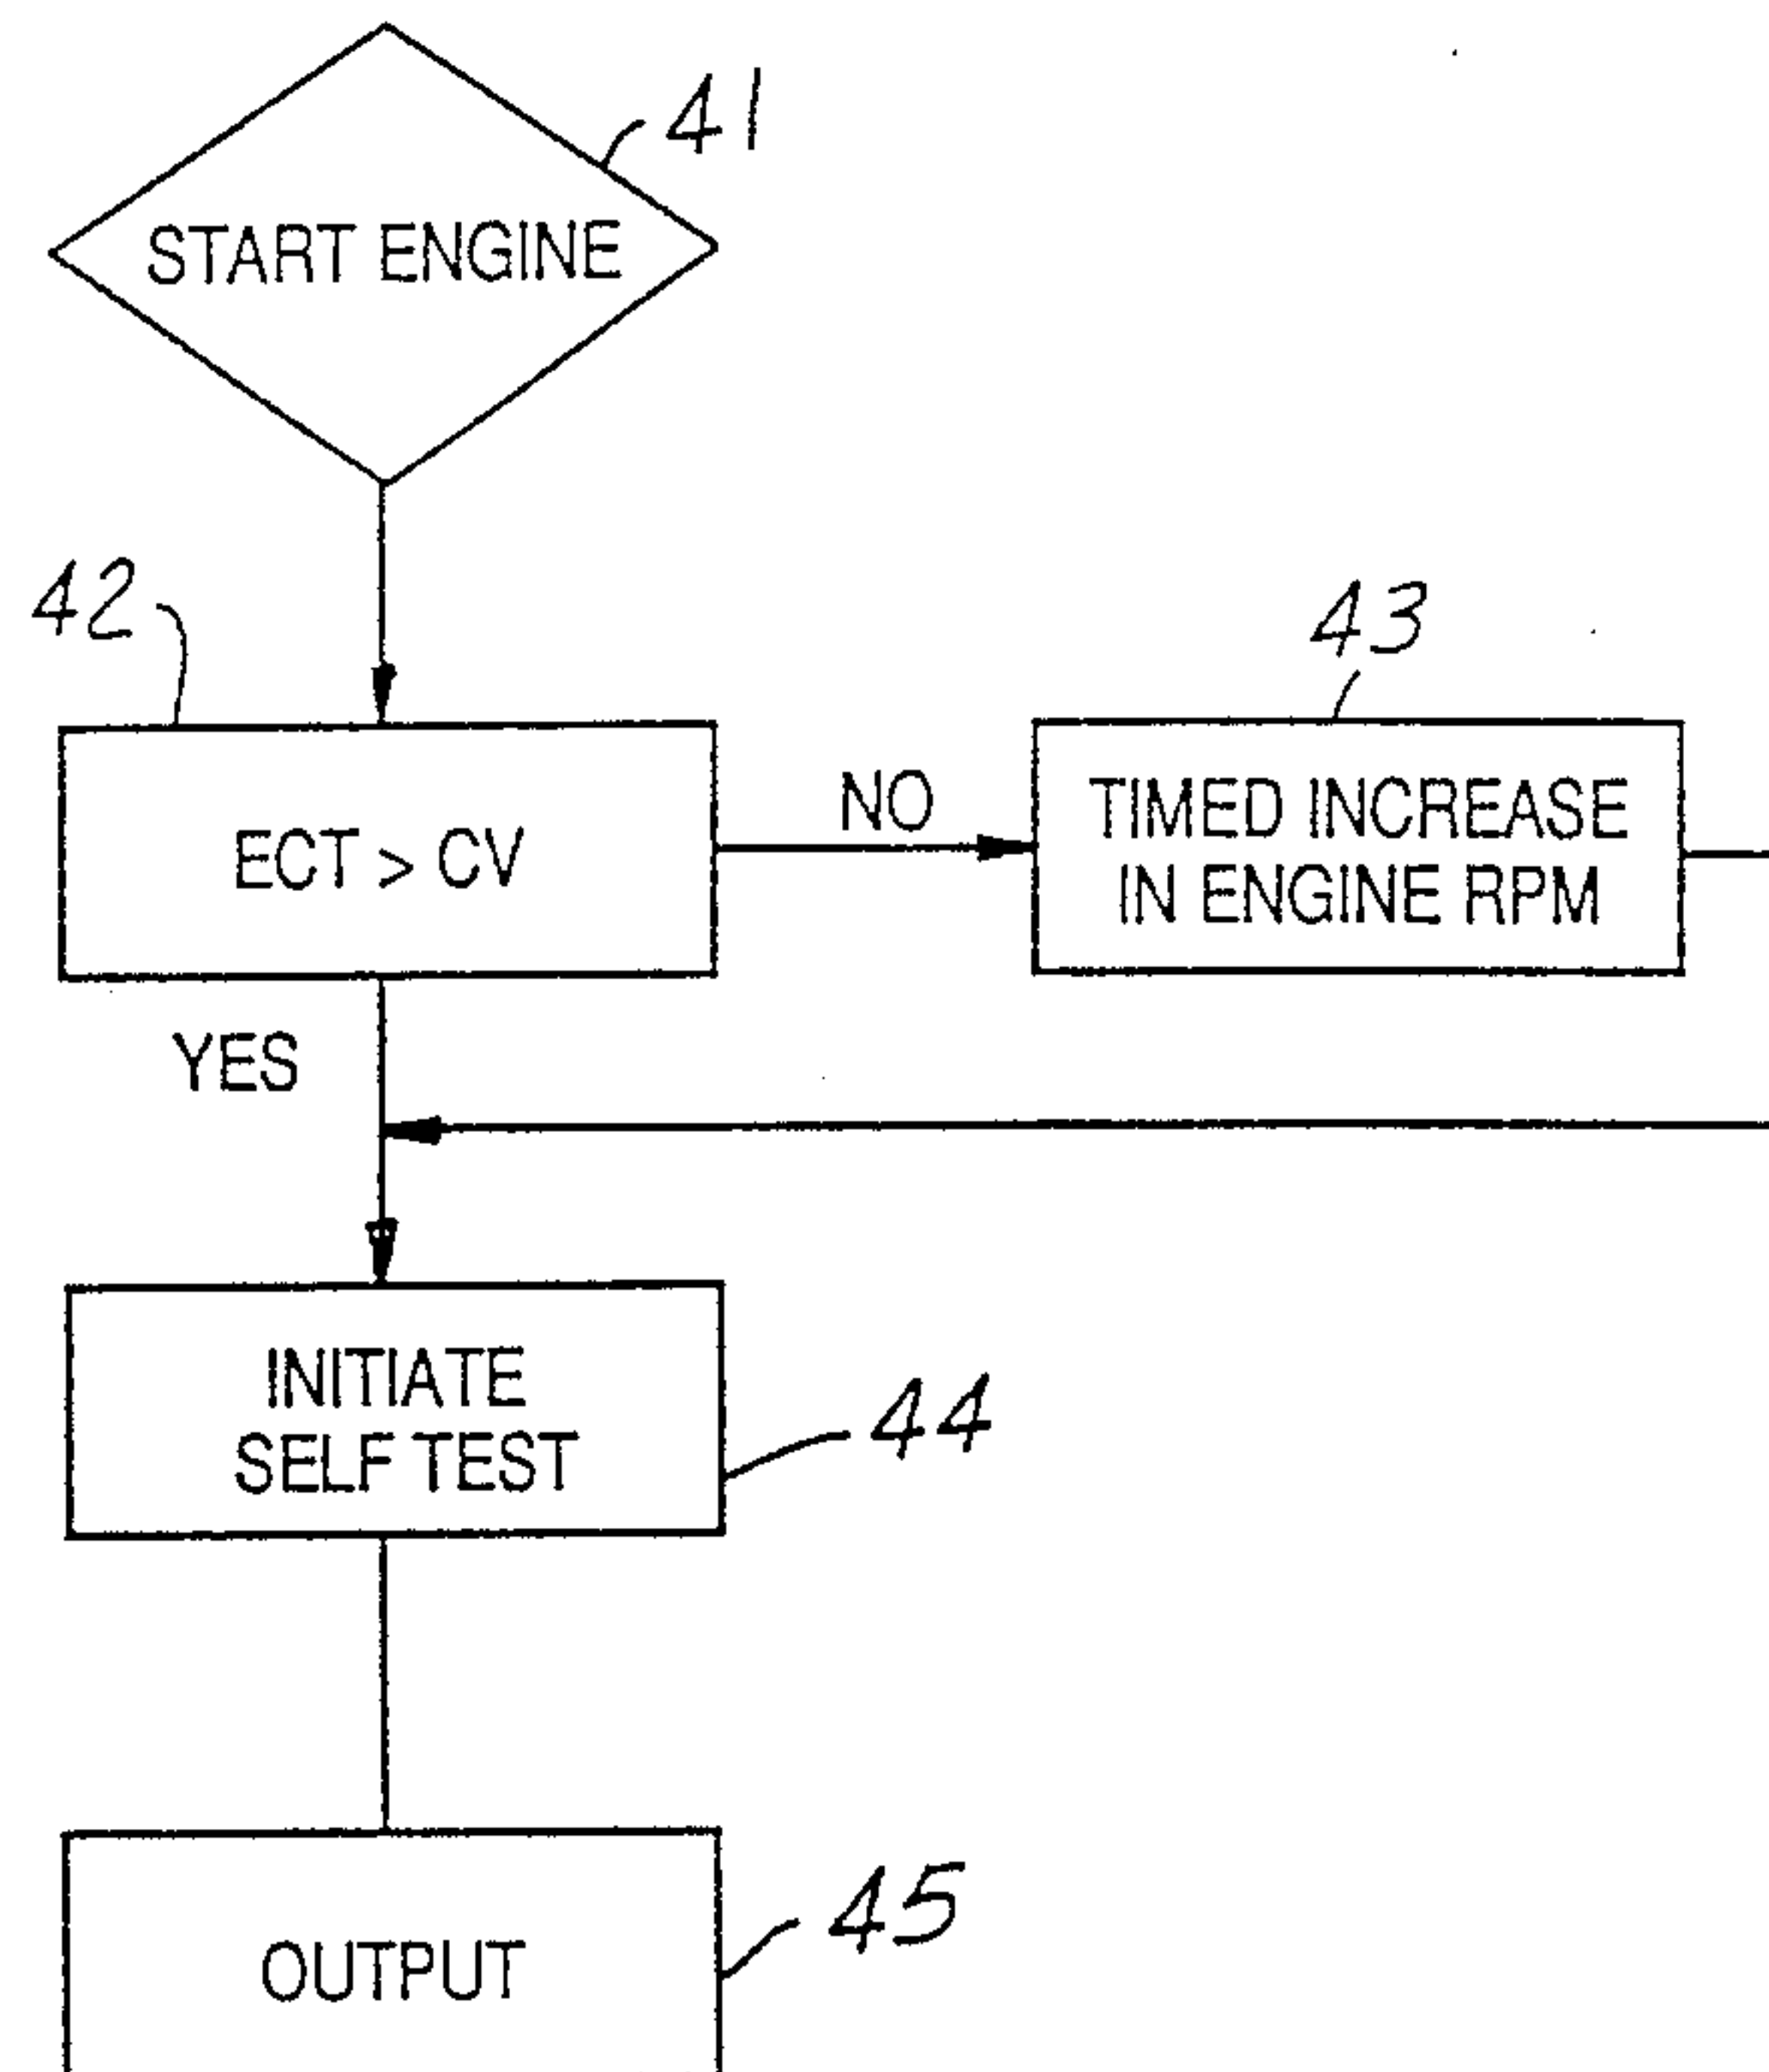 41
START ENGINE
42
43
ECT > CV
NO
TIMED INCREASE
IN ENGINE RPM
YES
INITIATE
SELF TEST
44
OUTPUT
45